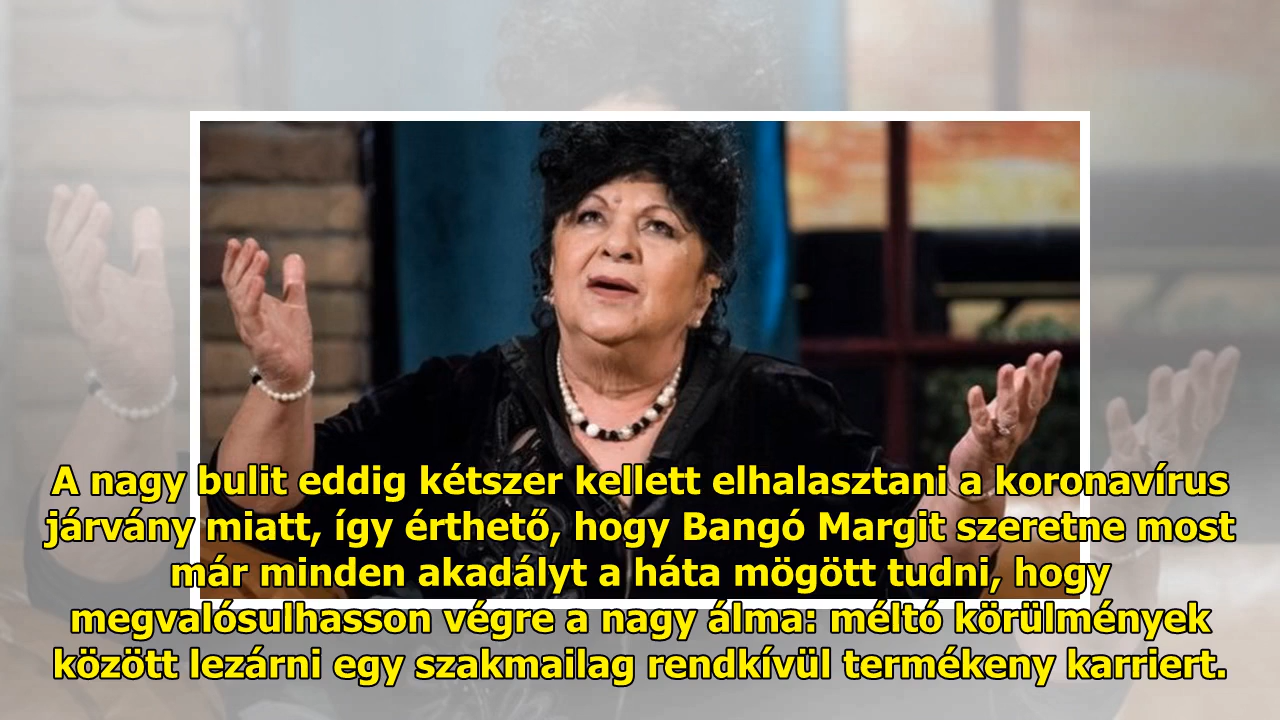 A nagy bulit eddig kétszer kellett elhalasztani a koronavírus
járvány miatt, így érthető, hogy Bangó Margit szeretne most
már minden akadályt a háta mögött tudni, hogy
megvalósulhasson végre a nagy álma: méltó körülmények
között lezárni egy szakmailag rendkívül termékeny karriert.